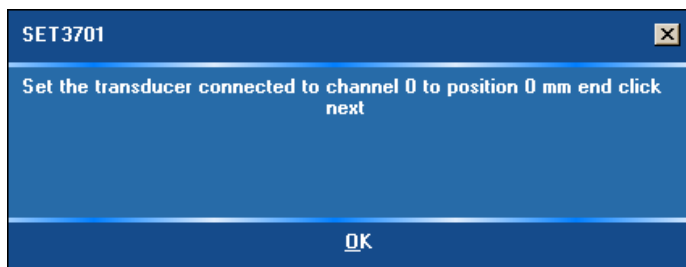 SET3701
Set the transducer connected to channel 0 to position 0 mm end click
next
OK